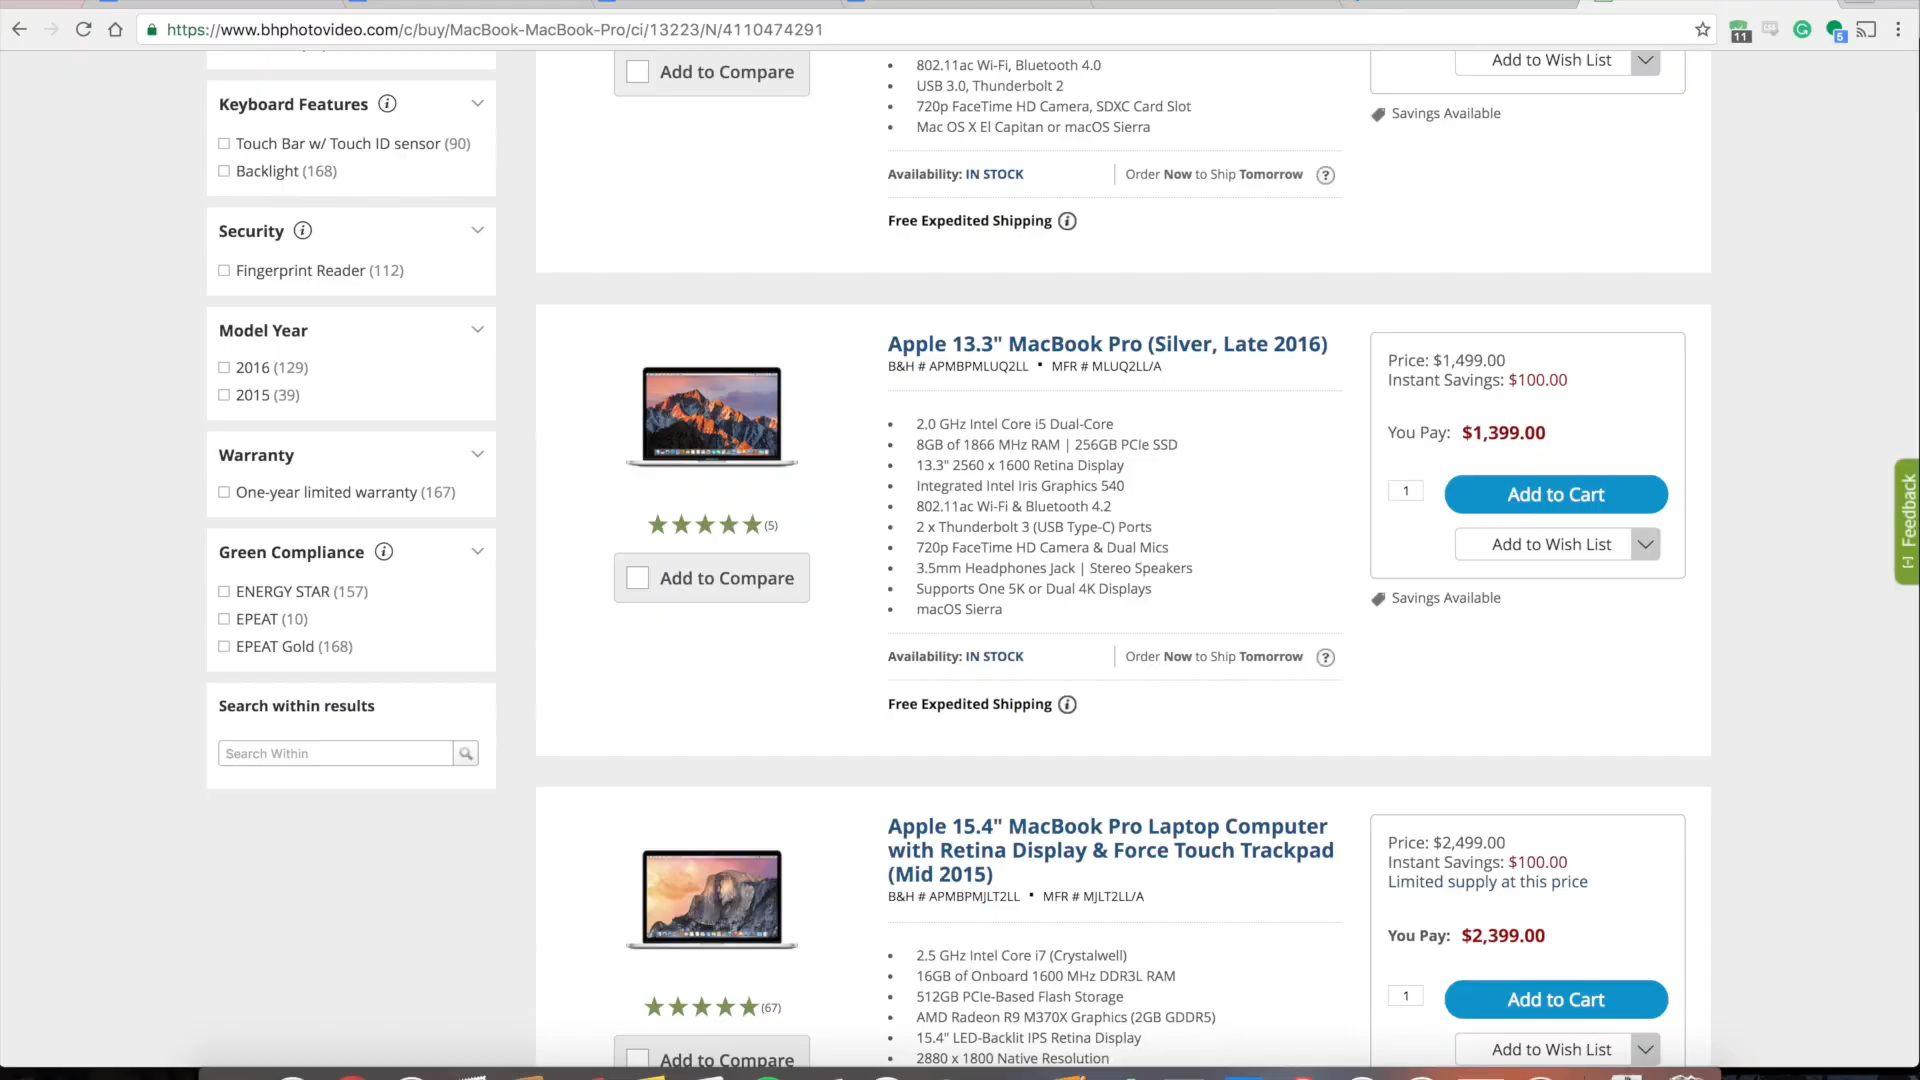 https://www.bhphotovideo.com/c/buy/MacBook-MacBook-Pro/ci/13223/N/4110474291
11
5
Keyboard Features
Touch Bar w/ Touch ID sensor (90)
Backlight (168)
Security
Fingerprint Reader (112)
Model Year
2016 (129)
2015 (39)
Warranty
One-year limited warranty (167)
Green Compliance
ENERGY STAR (157)
EPEAT (10)
EPEAT Gold (168)
Search within results
Search Within
Add to Compare
802.11ac Wi-Fi, Bluetooth 4.0
USB 3.0, Thunderbolt 2
720p FaceTime HD Camera, SDXC Card Slot
Mac OS X El Capitan or macOS Sierra
Availability: IN STOCK
Order Now to Ship Tomorrow
Free Expedited Shipping
Add to Wish List
Savings Available
Apple 13.3" MacBook Pro (Silver, Late 2016)
B&H # APMBPMLUQ2LL • MFR # MLUQ2LL/A
2.0 GHz Intel Core i5 Dual-Core
8GB of 1866 MHz RAM | 256GB PCIe SSD
13.3" 2560 x 1600 Retina Display
Integrated Intel Iris Graphics 540
802.11ac Wi-Fi & Bluetooth 4.2
2 x Thunderbolt 3 (USB Type-C) Ports
720p FaceTime HD Camera & Dual Mics
3.5mm Headphones Jack | Stereo Speakers
Supports One 5K or Dual 4K Displays
macOS Sierra
Availability: IN STOCK
Order Now to Ship Tomorrow
Free Expedited Shipping
(5)
Add to Compare
Price: $1,499.00
Instant Savings: $100.00
You Pay: $1,399.00
1
Add to Cart
Add to Wish List
Savings Available
[-] Feedback
Apple 15.4" MacBook Pro Laptop Computer
with Retina Display & Force Touch Trackpad
(Mid 2015)
B&H # APMBPMJLT2LL • MFR # MJLT2LL/A
2.5 GHz Intel Core i7 (Crystalwell)
16GB of Onboard 1600 MHz DDR3L RAM
512GB PCIe-Based Flash Storage
AMD Radeon R9 M370X Graphics (2GB GDDR5)
15.4" LED-Backlit IPS Retina Display
2880 x 1800 Native Resolution
(67)
Add to Compare
Price: $2,499.00
Instant Savings: $100.00
Limited supply at this price
You Pay: $2,399.00
1
Add to Cart
Add to Wish List